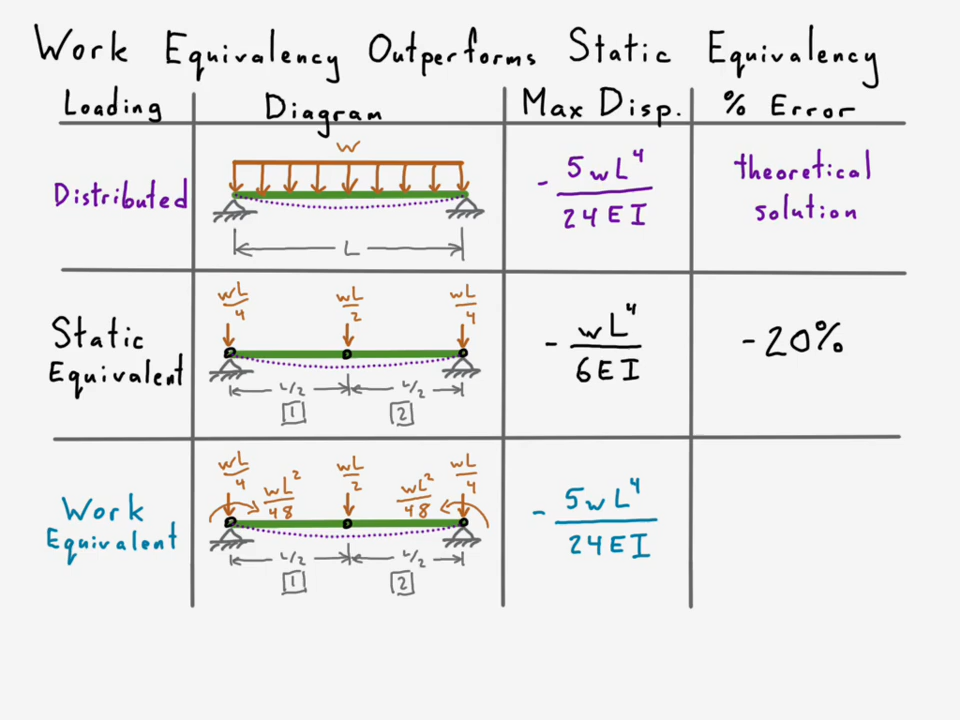 Work Equivalency Outperforms Static Equivalency
Loading Diagram Max Disp. % Error
w
Distributed
L
- 5wL⁴
24EI
theoretical
solution
wL/4 wL/2 wL/4
Static
Equivalent
L/2 L/2
1 2
- wL⁴
6EI
-20%
wL/4 wL²/48 wL/2 wL²/48 wL/4
Work
Equivalent
L/2 L/2
1 2
- 5wL⁴
24EI